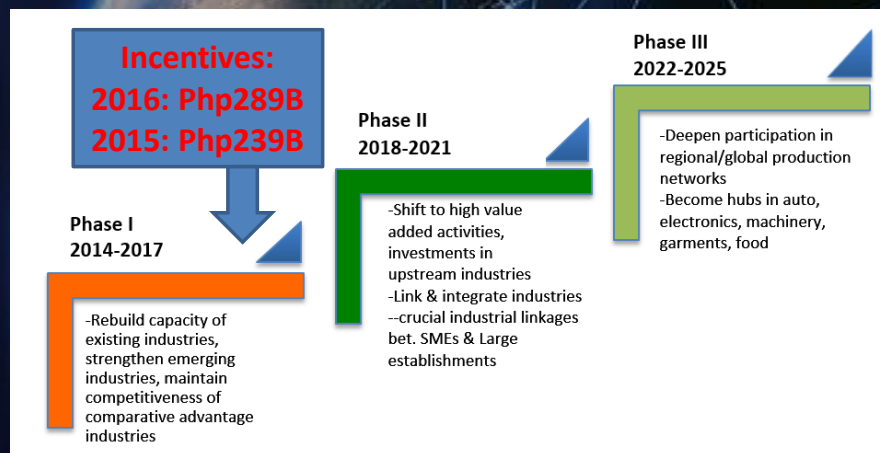 Incentives:
2016: Php289B
2015: Php239B
Phase I
2014-2017
-Rebuild capacity of
existing industries,
strengthen emerging
industries, maintain
competitiveness of
comparative advantage
industries
Phase II
2018-2021
-Shift to high value
added activities,
investments in
upstream industries
-Link & integrate industries
--crucial industrial linkages
bet. SMEs & Large
establishments
Phase III
2022-2025
-Deepen participation in
regional/global production
networks
-Become hubs in auto,
electronics, machinery,
garments, food